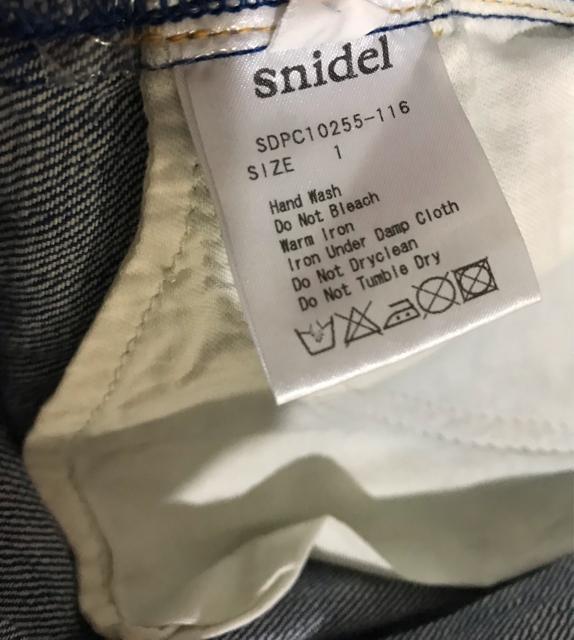 snidel
SDPC10255-116
SIZE 1
Hand Wash
Do Not Bleach
Warm Iron
Iron Under Damp Cloth
Do Not Dryclean
Do Not Tumble Dry